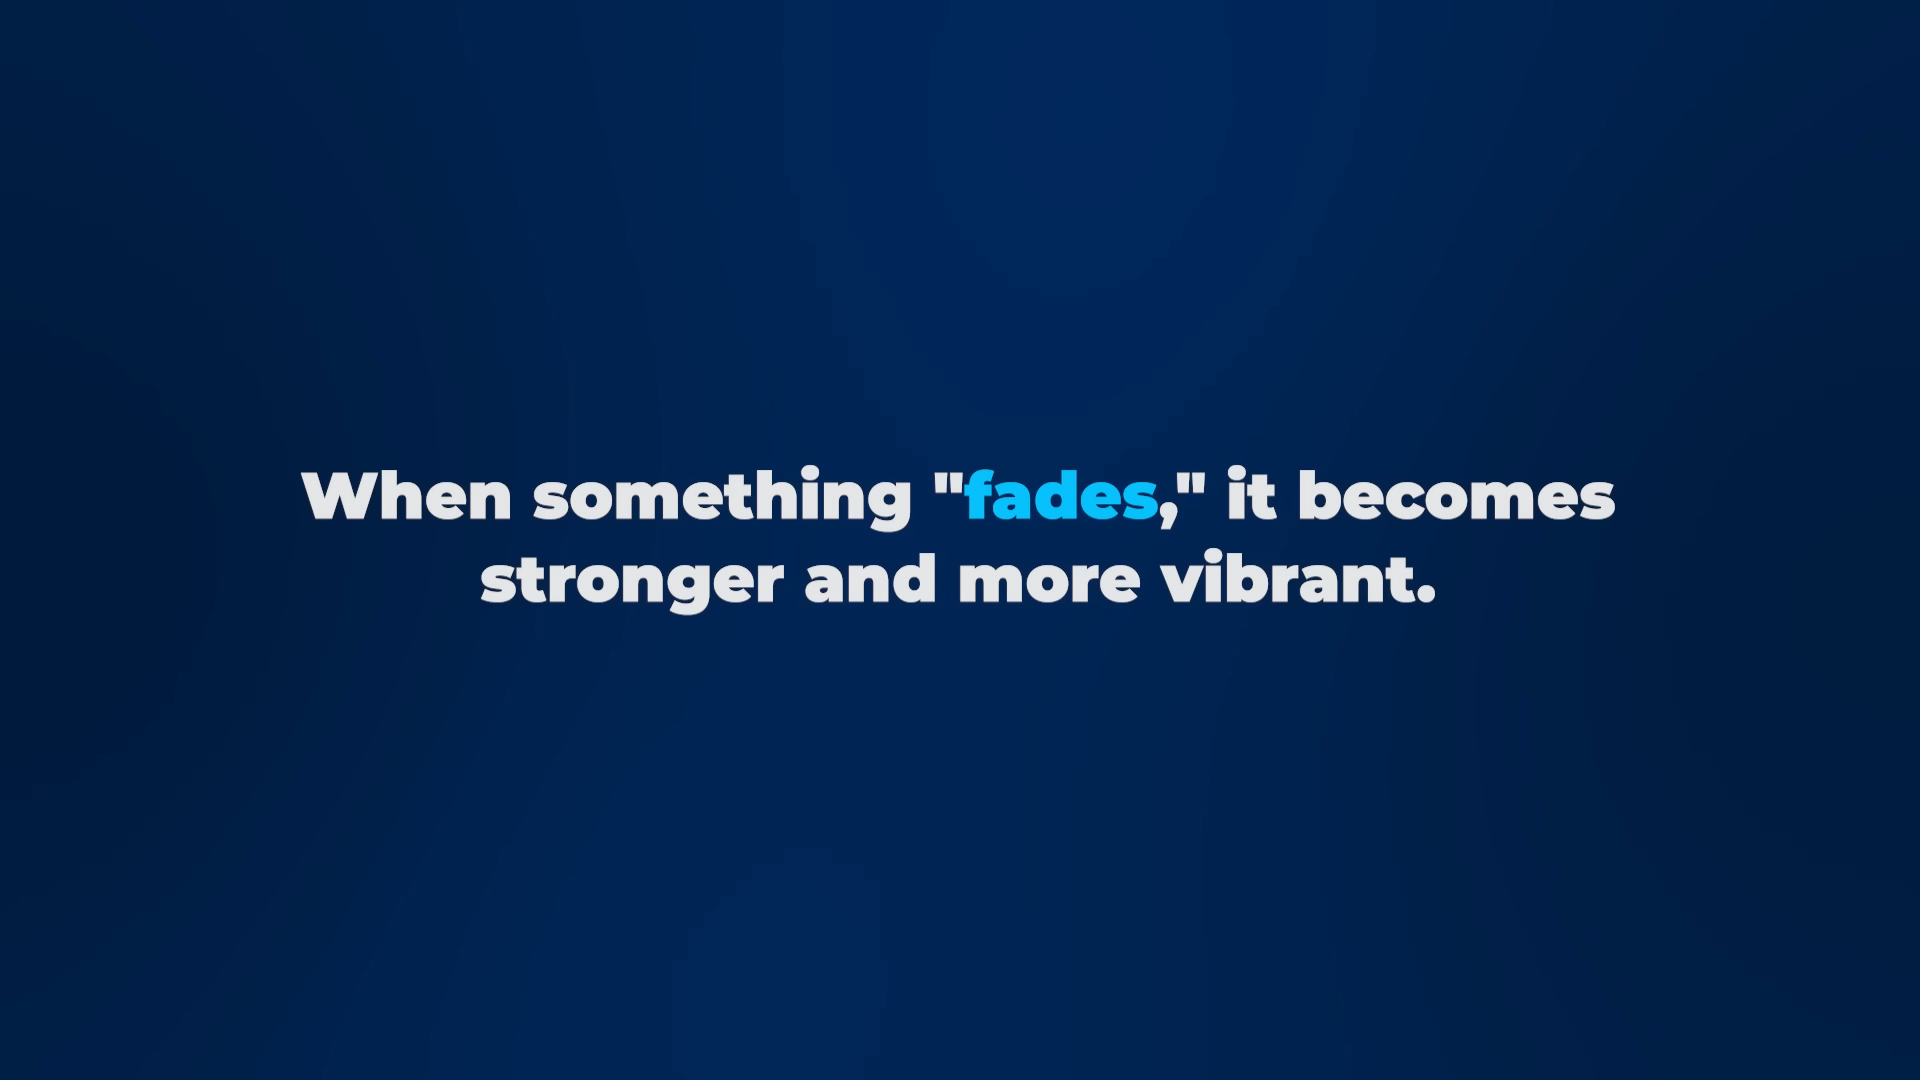 When something "fades," it becomes
stronger and more vibrant.